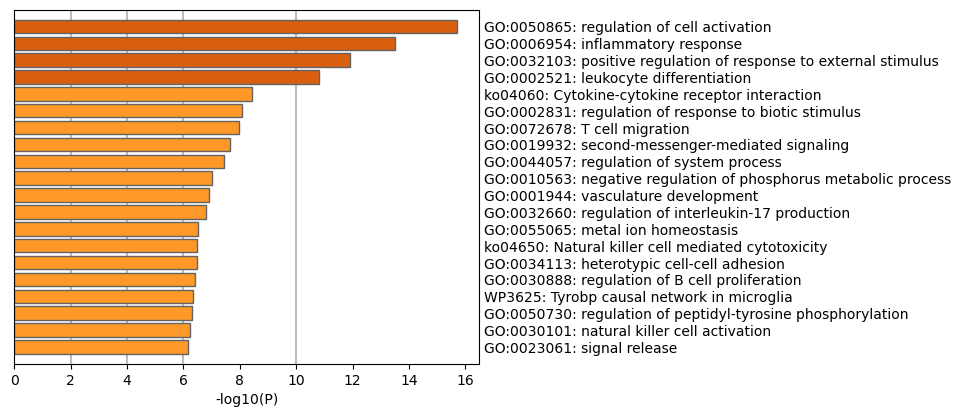 GO:0050865: regulation of cell activation
GO:0006954: inflammatory response
GO:0032103: positive regulation of response to external stimulus
GO:0002521: leukocyte differentiation
ko04060: Cytokine-cytokine receptor interaction
GO:0002831: regulation of response to biotic stimulus
GO:0072678: T cell migration
GO:0019932: second-messenger-mediated signaling
GO:0044057: regulation of system process
GO:0010563: negative regulation of phosphorus metabolic process
GO:0001944: vasculature development
GO:0032660: regulation of interleukin-17 production
GO:0055065: metal ion homeostasis
ko04650: Natural killer cell mediated cytotoxicity
GO:0034113: heterotypic cell-cell adhesion
GO:0030888: regulation of B cell proliferation
WP3625: Tyrobp causal network in microglia
GO:0050730: regulation of peptidyl-tyrosine phosphorylation
GO:0030101: natural killer cell activation
GO:0023061: signal release
0 2 4 6 8 10 12 14 16
-log10(P)